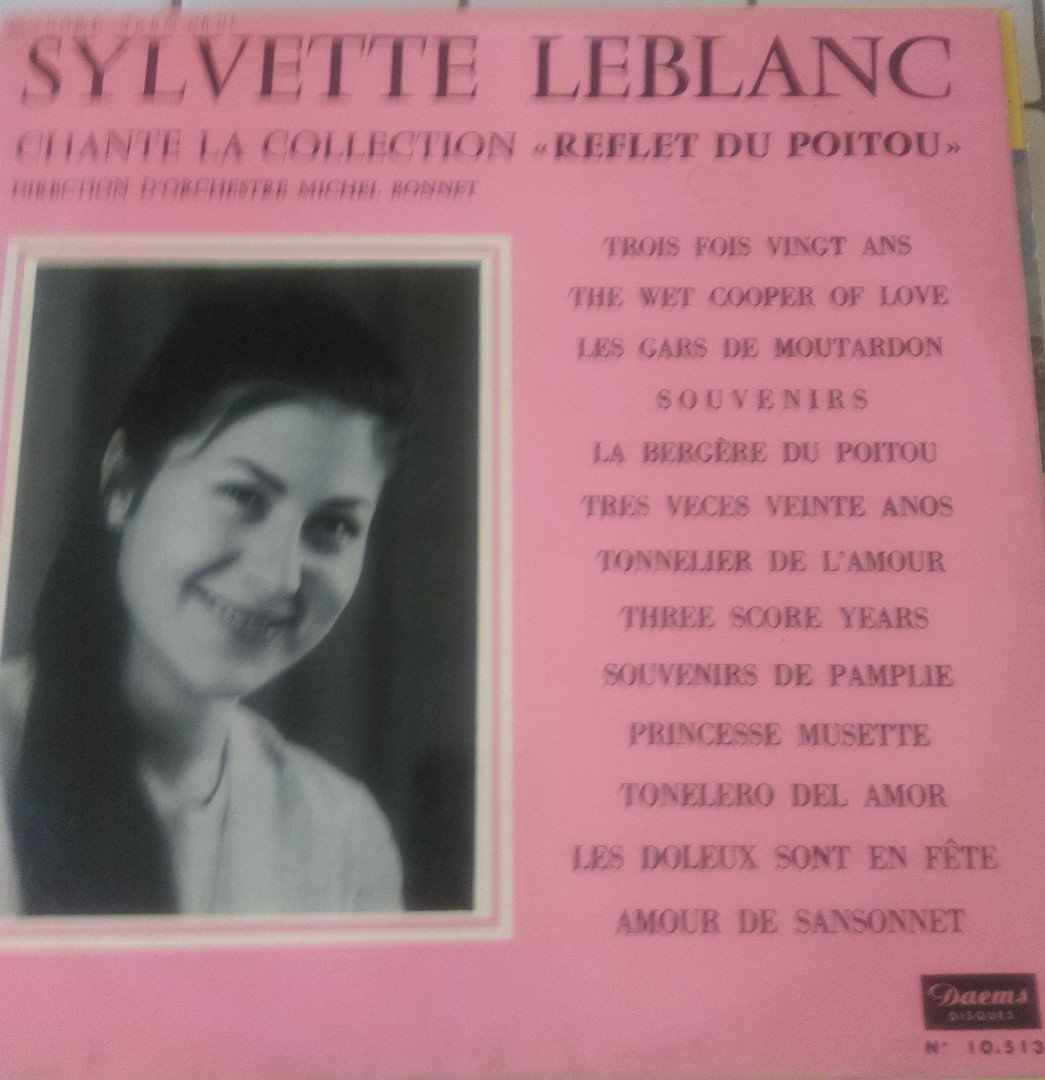 SYLVETTE LEBLANC
CHANTE LA COLLECTION «REFLET DU POITOU»
DIRECTION D'ORCHESTRE MICHEL BONNET
TROIS FOIS VINGT ANS
THE WET COOPER OF LOVE
LES GARS DE MOUTARDON
SOUVENIRS
LA BERGÈRE DU POITOU
TRES VECES VEINTE ANOS
TONNELIER DE L'AMOUR
THREE SCORE YEARS
SOUVENIRS DE PAMPLIE
PRINCESSE MUSETTE
TONELERO DEL AMOR
LES DOLEUX SONT EN FÊTE
AMOUR DE SANSONNET
Daems
DISQUES
N° 10.513